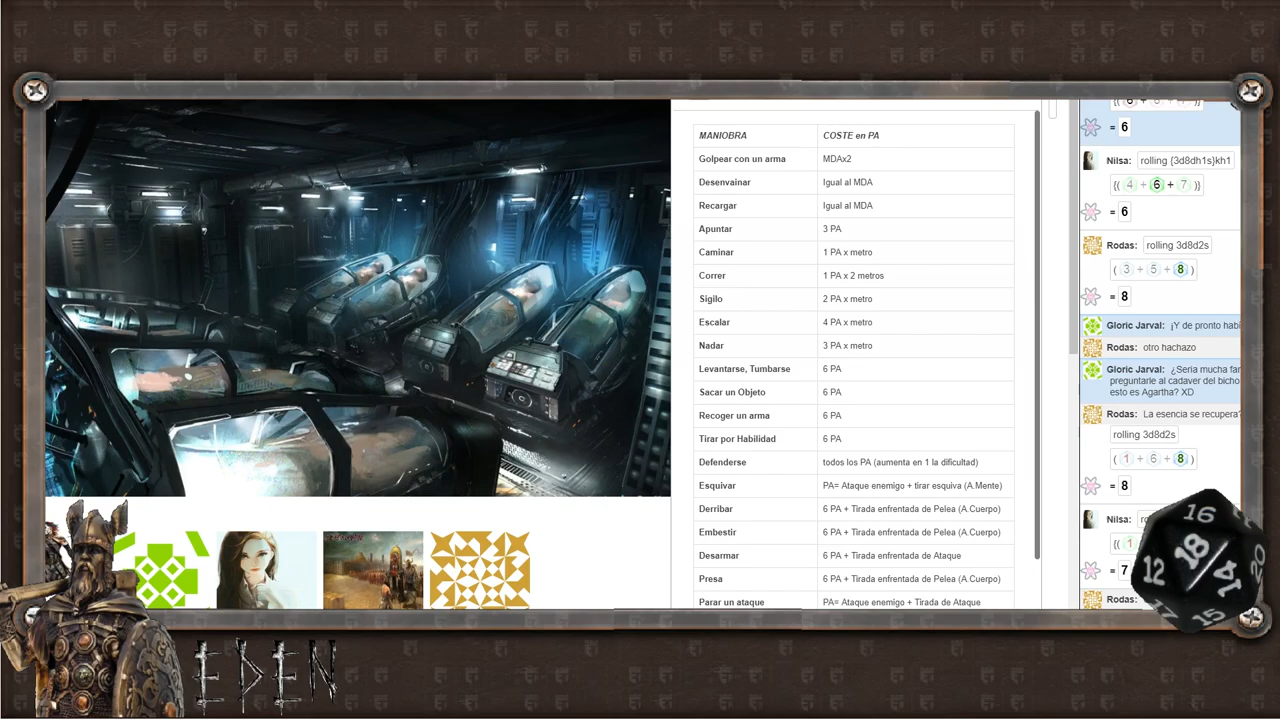 MANIOBRA COSTE en PA
Golpear con un arma MDAx2
Desenvainar Igual al MDA
Recargar Igual al MDA
Apuntar 3 PA
Caminar 1 PA x metro
Correr 1 PA x 2 metros
Sigilo 2 PA x metro
Escalar 4 PA x metro
Nadar 3 PA x metro
Levantarse, Tumbarse 6 PA
Sacar un Objeto 6 PA
Recoger un arma 6 PA
Tirar por Habilidad 6 PA
Defenderse todos los PA (aumenta en 1 la dificultad)
Esquivar PA= Ataque enemigo + tirar esquiva (A.Mente)
Derribar 6 PA + Tirada enfrentada de Pelea (A.Cuerpo)
Embestir 6 PA + Tirada enfrentada de Pelea (A.Cuerpo)
Desarmar 6 PA + Tirada enfrentada de Ataque
Presa 6 PA + Tirada enfrentada de Pelea (A.Cuerpo)
Parar un ataque PA= Ataque enemigo + Tirada de Ataque
= 6
Nilsa: rolling {3d8dh1s}kh1
{( 4 + 6 + 7 )}
= 6
Rodas: rolling 3d8d2s
( 3 + 5 + 8 )
= 8
Gloric Jarval: ¡Y de pronto habi
Rodas: otro hachazo
Gloric Jarval: ¿Seria mucha far
preguntarle al cadaver del bicho
esto es Agartha? XD
Rodas: La esencia se recupera?
rolling 3d8d2s
( 1 + 6 + 8 )
= 8
Nilsa: ro
{( 1
= 7
Rodas:
16
18
12
14
20
17
15
EDEN